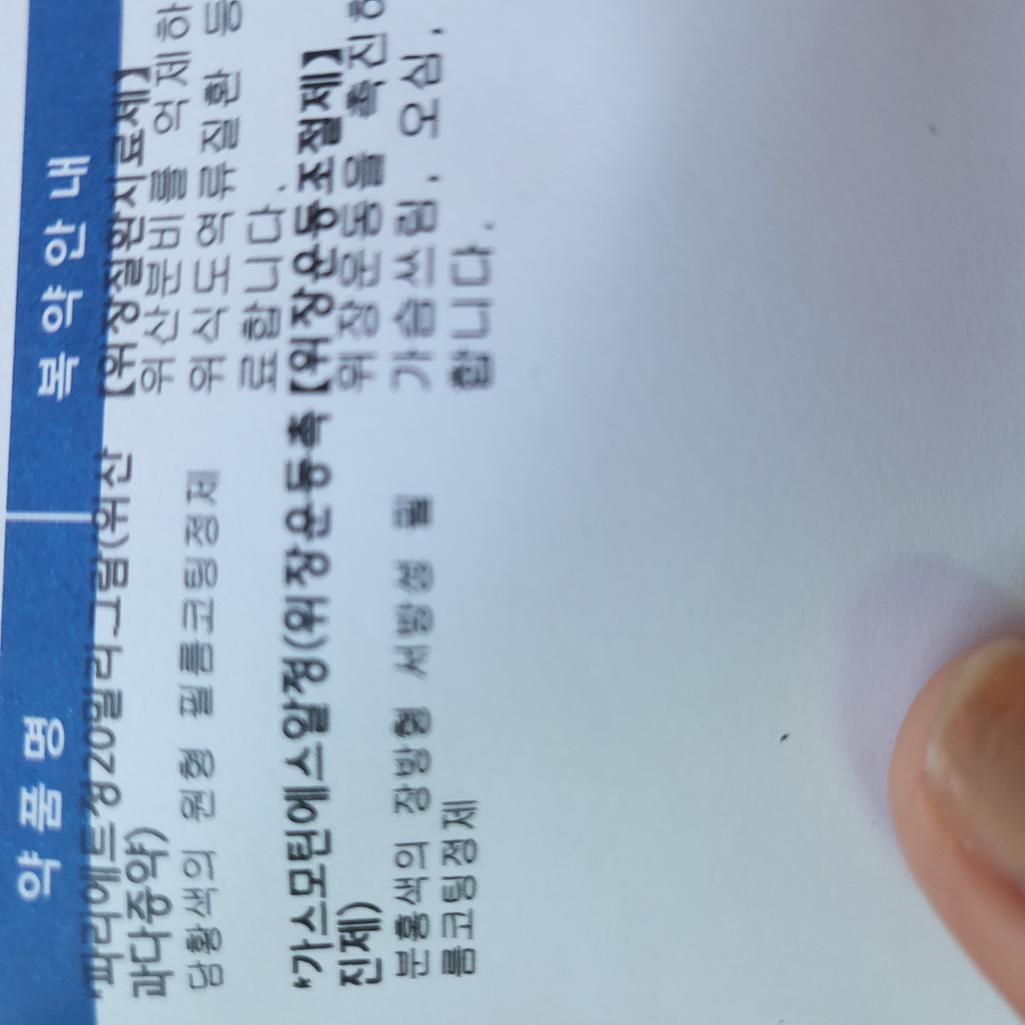 약 품 명
복 약 안 내
'파리에트정20밀리그람(위산
과다증약)
담황색의 원형 필름코팅정제
【위장질환치료제】
위산분비를 억제하
위식도역류질환 등
료합니다.
'가스모틴에스알정(위장운동촉
진제)
분홍색의 장방형 서방성 필
름코팅정제
【위장운동조절제】
위장운동을 촉진하
가슴쓰림, 오심,
합니다.